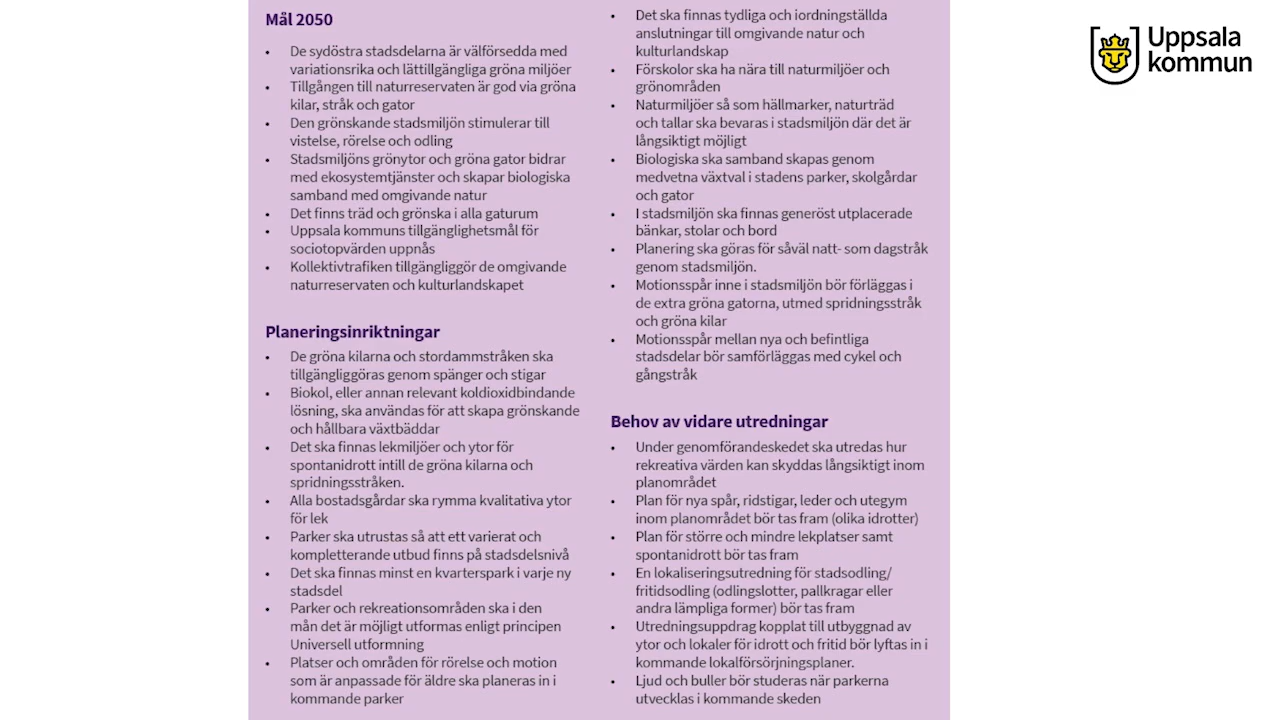 Mål 2050
• De sydöstra stadsdelarna är välförsedda med
variationsrika och lättillgängliga gröna miljöer
• Tillgången till naturreservaten är god via gröna
kilar, stråk och gator
• Den grönskande stadsmiljön stimulerar till
vistelse, rörelse och odling
• Stadsmiljöns grönytor och gröna gator bidrar
med ekosystemtjänster och skapar biologiska
samband med omgivande natur
• Det finns träd och grönska i alla gaturum
• Uppsala kommuns tillgänglighetsmål för
sociotopvärden uppnås
• Kollektivtrafiken tillgängliggör de omgivande
naturreservaten och kulturlandskapet
Planeringsinriktningar
• De gröna kilarna och stordammstråken ska
tillgängliggöras genom spänger och stigar
• Biokol, eller annan relevant koldioxidbindande
lösning, ska användas för att skapa grönskande
och hållbara växtbäddar
• Det ska finnas lekmiljöer och ytor för
spontanidrott intill de gröna kilarna och
spridningsstråken.
• Alla bostadsgårdar ska rymma kvalitativa ytor
för lek
• Parker ska utrustas så att ett varierat och
kompletterande utbud finns på stadsdelsnivå
• Det ska finnas minst en kvarterspark i varje ny
stadsdel
• Parker och rekreationsområden ska i den
mån det är möjligt utformas enligt principen
Universell utformning
• Platser och områden för rörelse och motion
som är anpassade för äldre ska planeras in i
kommande parker
• Det ska finnas tydliga och iordningställda
anslutningar till omgivande natur och
kulturlandskap
• Förskolor ska ha nära till naturmiljöer och
grönområden
• Naturmiljöer så som hällmarker, naturträd
och tallar ska bevaras i stadsmiljön där det är
långsiktigt möjligt
• Biologiska ska samband skapas genom
medvetna växtval i stadens parker, skolgårdar
och gator
• I stadsmiljön ska finnas generöst utplacerade
bänkar, stolar och bord
• Planering ska göras för såväl natt- som dagstråk
genom stadsmiljön.
• Motionsspår inne i stadsmiljön bör förläggas i
de extra gröna gatorna, utmed spridningsstråk
och gröna kilar
• Motionsspår mellan nya och befintliga
stadsdelar bör samförläggas med cykel och
gångstråk
Behov av vidare utredningar
• Under genomförandeskedet ska utredas hur
rekreativa värden kan skyddas långsiktigt inom
planområdet
• Plan för nya spår, ridstigar, leder och utegym
inom planområdet bör tas fram (olika idrotter)
• Plan för större och mindre lekplatser samt
spontanidrott bör tas fram
• En lokaliseringsutredning för stadsodling/
fritidsodling (odlingslotter, pallkragar eller
andra lämpliga former) bör tas fram
• Utredningsuppdrag kopplat till utbyggnad av
ytor och lokaler för idrott och fritid bör lyftas in i
kommande lokalförsörjningsplaner.
• Ljud och buller bör studeras när parkerna
utvecklas i kommande skeden
Uppsala
kommun